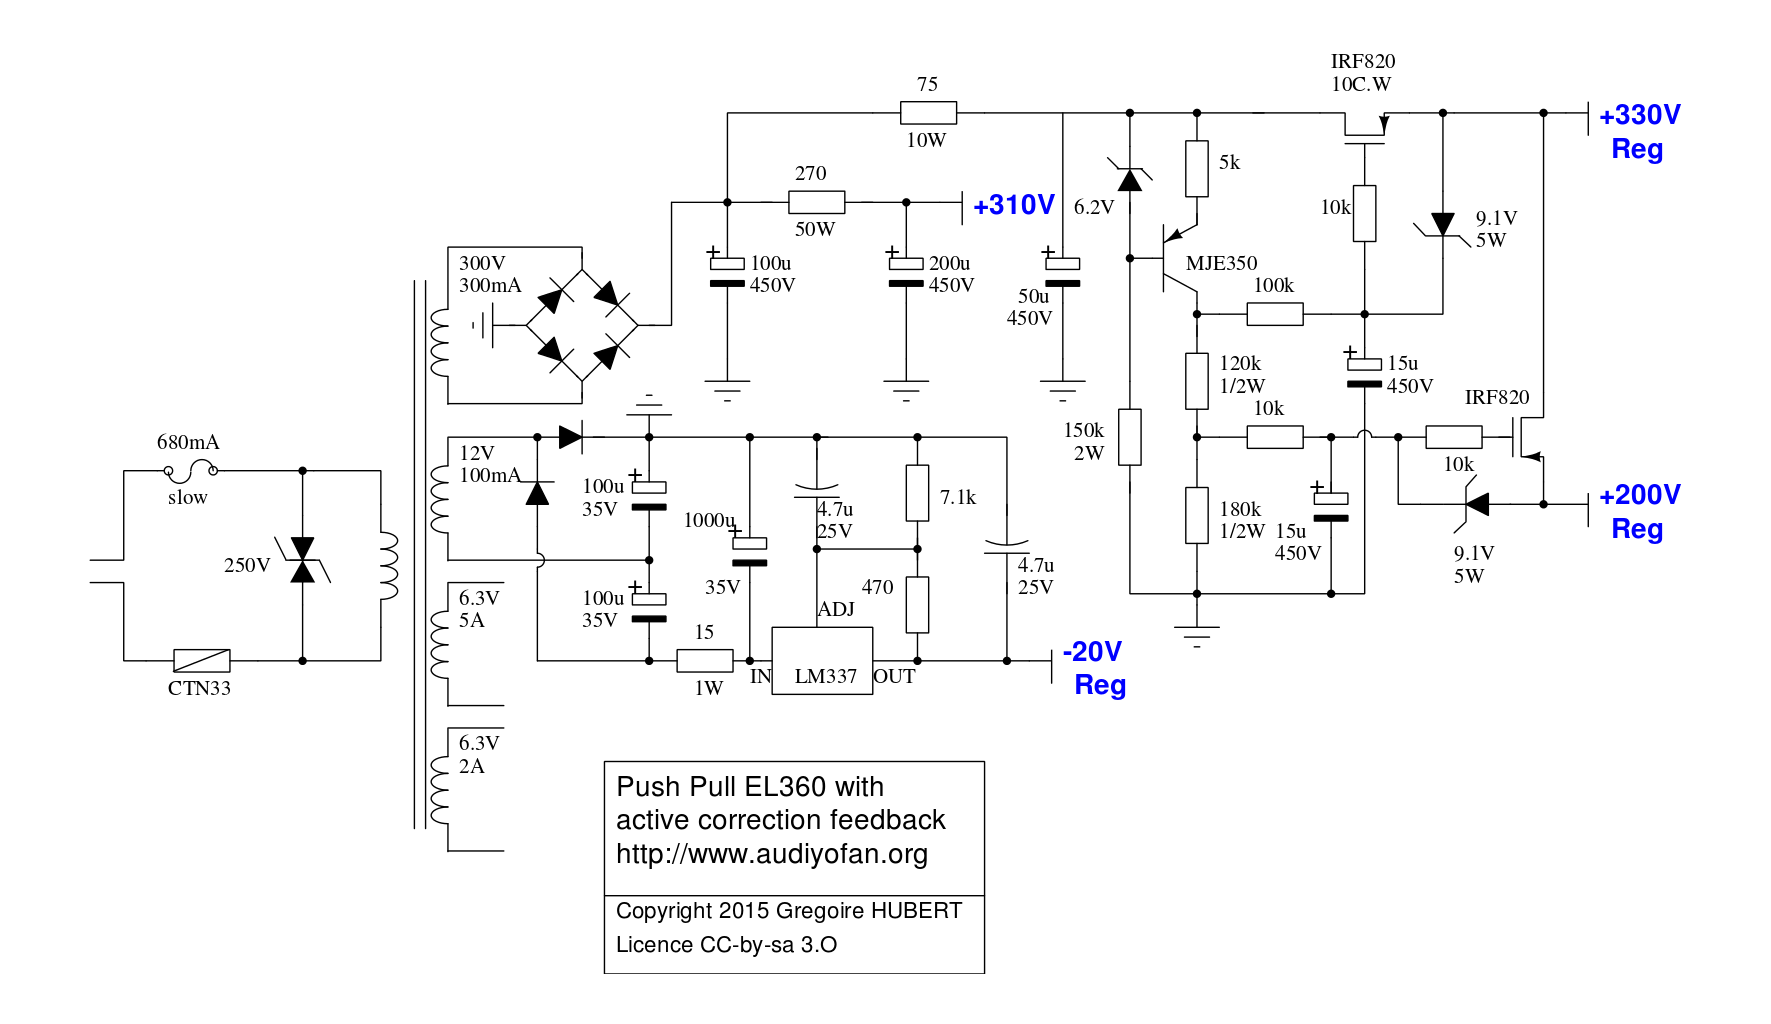 IRF820
10C.W
75
10W
+330V
Reg
270
50W
+310V
5k
6.2V
10k
9.1V
5W
MJE350
300V
300mA
100u
450V
200u
450V
50u
450V
100k
120k
1/2W
15u
450V
IRF820
10k
150k
2W
10k
180k
1/2W
15u
450V
+200V
Reg
9.1V
5W
680mA
slow
12V
100mA
100u
35V
1000u
35V
4.7u
25V
7.1k
250V
4.7u
25V
6.3V
5A
100u
35V
470
ADJ
15
1W
IN
LM337
OUT
-20V
Reg
CTN33
6.3V
2A
Push Pull EL360 with
active correction feedback
http://www.audiyofan.org
Copyright 2015 Gregoire HUBERT
Licence CC-by-sa 3.O